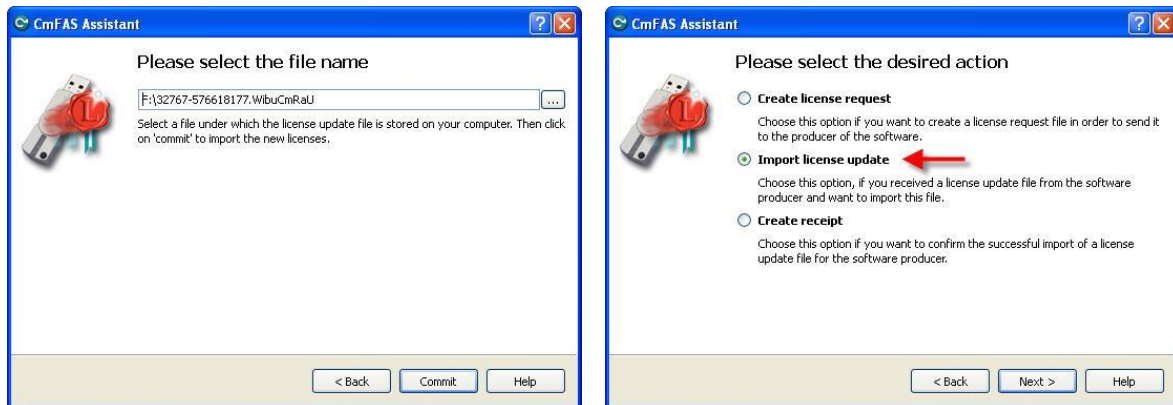 CmFAS Assistant
Please select the file name
F:\32767-576618177.WibuCmRaU
...
Select a file under which the license update file is stored on your computer. Then click
on 'commit' to import the new licenses.
< Back
Commit
Help
CmFAS Assistant
Please select the desired action
Create license request
Choose this option if you want to create a license request file in order to send it
to the producer of the software.
Import license update
Choose this option, if you received a license update file from the software
producer and want to import this file.
Create receipt
Choose this option if you want to confirm the successful import of a license
update file for the software producer.
< Back
Next >
Help